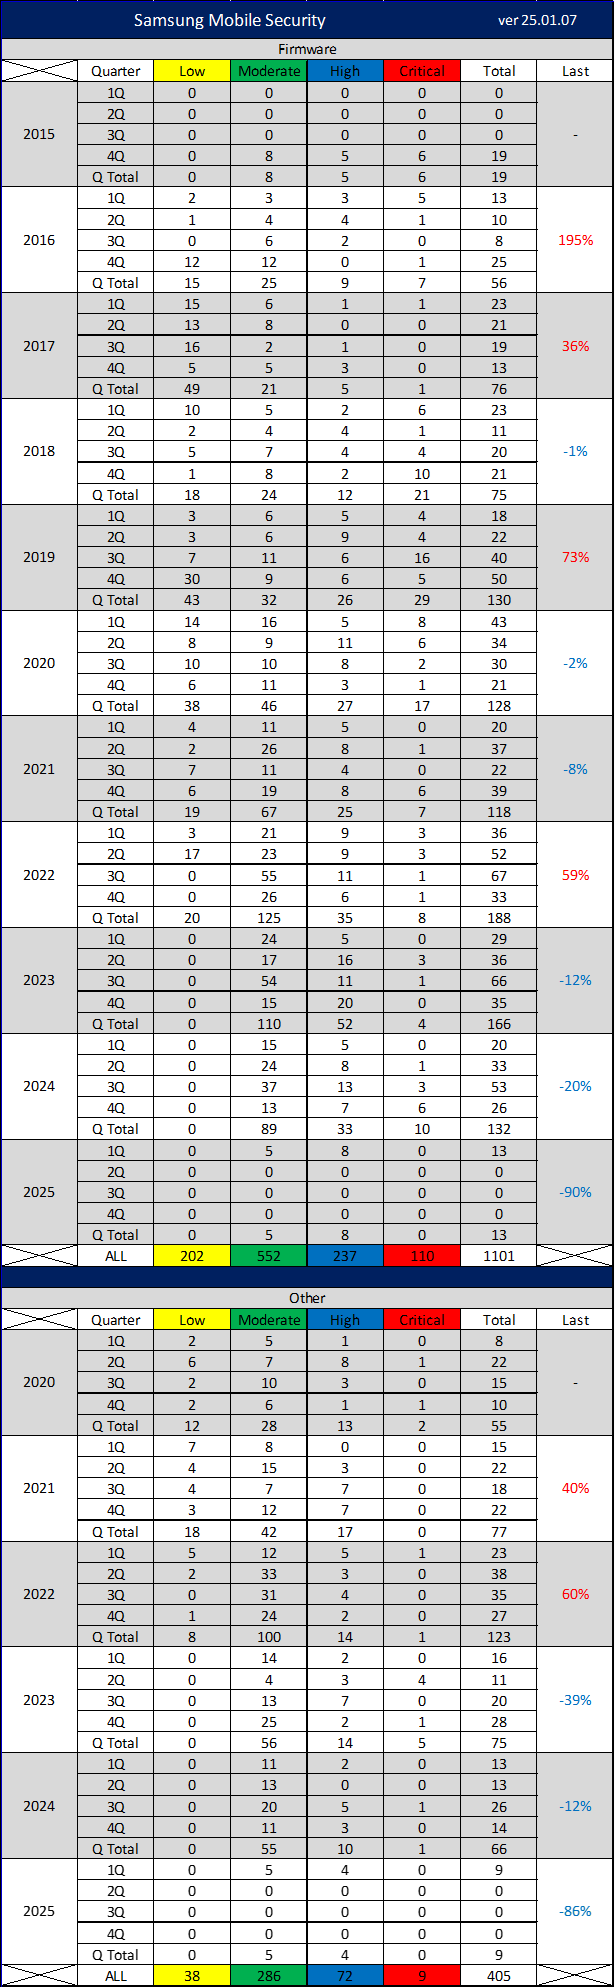 Samsung Mobile Security ver 25.01.07
Firmware
Quarter Low Moderate High Critical Total Last
2015 -
1Q 0 0 0 0 0
2Q 0 0 0 0 0
3Q 0 0 0 0 0
4Q 0 8 5 6 19
Q Total 0 8 5 6 19
2016 195%
1Q 2 3 3 5 13
2Q 1 4 4 1 10
3Q 0 6 2 0 8
4Q 12 12 0 1 25
Q Total 15 25 9 7 56
2017 36%
1Q 15 6 1 1 23
2Q 13 8 0 0 21
3Q 16 2 1 0 19
4Q 5 5 3 0 13
Q Total 49 21 5 1 76
2018 -1%
1Q 10 5 2 6 23
2Q 2 4 4 1 11
3Q 5 7 4 4 20
4Q 1 8 2 10 21
Q Total 18 24 12 21 75
2019 73%
1Q 3 6 5 4 18
2Q 3 6 9 4 22
3Q 7 11 6 16 40
4Q 30 9 6 5 50
Q Total 43 32 26 29 130
2020 -2%
1Q 14 16 5 8 43
2Q 8 9 11 6 34
3Q 10 10 8 2 30
4Q 6 11 3 1 21
Q Total 38 46 27 17 128
2021 -8%
1Q 4 11 5 0 20
2Q 2 26 8 1 37
3Q 7 11 4 0 22
4Q 6 19 8 6 39
Q Total 19 67 25 7 118
2022 59%
1Q 3 21 9 3 36
2Q 17 23 9 3 52
3Q 0 55 11 1 67
4Q 0 26 6 1 33
Q Total 20 125 35 8 188
2023 -12%
1Q 0 24 5 0 29
2Q 0 17 16 3 36
3Q 0 54 11 1 66
4Q 0 15 20 0 35
Q Total 0 110 52 4 166
2024 -20%
1Q 0 15 5 0 20
2Q 0 24 8 1 33
3Q 0 37 13 3 53
4Q 0 13 7 6 26
Q Total 0 89 33 10 132
2025 -90%
1Q 0 5 8 0 13
2Q 0 0 0 0 0
3Q 0 0 0 0 0
4Q 0 0 0 0 0
Q Total 0 5 8 0 13
ALL 202 552 237 110 1101
Other
Quarter Low Moderate High Critical Total Last
2020 -
1Q 2 5 1 0 8
2Q 6 7 8 1 22
3Q 2 10 3 0 15
4Q 2 6 1 1 10
Q Total 12 28 13 2 55
2021 40%
1Q 7 8 0 0 15
2Q 4 15 3 0 22
3Q 4 7 7 0 18
4Q 3 12 7 0 22
Q Total 18 42 17 0 77
2022 60%
1Q 5 12 5 1 23
2Q 2 33 3 0 38
3Q 0 31 4 0 35
4Q 1 24 2 0 27
Q Total 8 100 14 1 123
2023 -39%
1Q 0 14 2 0 16
2Q 0 4 3 4 11
3Q 0 13 7 0 20
4Q 0 25 2 1 28
Q Total 0 56 14 5 75
2024 -12%
1Q 0 11 2 0 13
2Q 0 13 0 0 13
3Q 0 20 5 1 26
4Q 0 11 3 0 14
Q Total 0 55 10 1 66
2025 -86%
1Q 0 5 4 0 9
2Q 0 0 0 0 0
3Q 0 0 0 0 0
4Q 0 0 0 0 0
Q Total 0 5 4 0 9
ALL 38 286 72 9 405